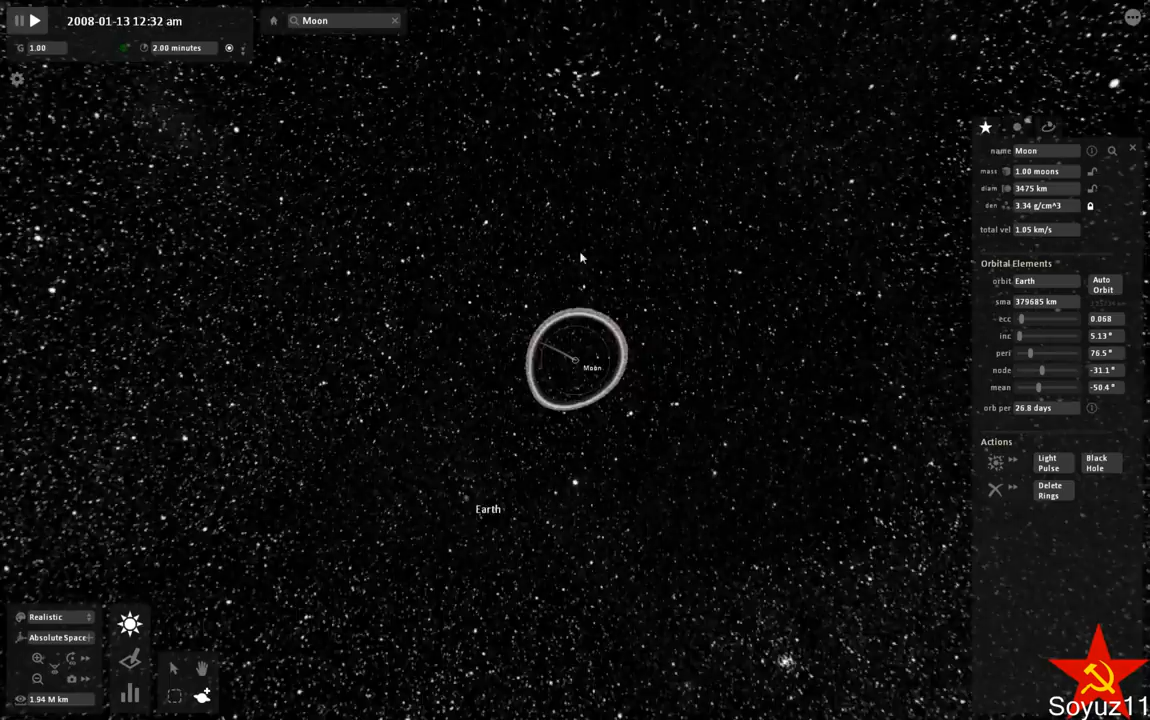 2008-01-13 12:32 am
Moon
G 1.00
2.00 minutes
name Moon
mass 1.00 moons
diam 3475 km
den 3.34 g/cm^3
total vel 1.05 km/s
Orbital Elements
orbit Earth
Auto Orbit
sma 379685 km
ecc 0.068
inc 5.13°
peri 76.5°
node -31.1°
mean -50.4°
orb per 26.8 days
Actions
Light Pulse
Black Hole
Delete Rings
Moon
Earth
Realistic
Absolute Space
1.94 M km
Soyuz11